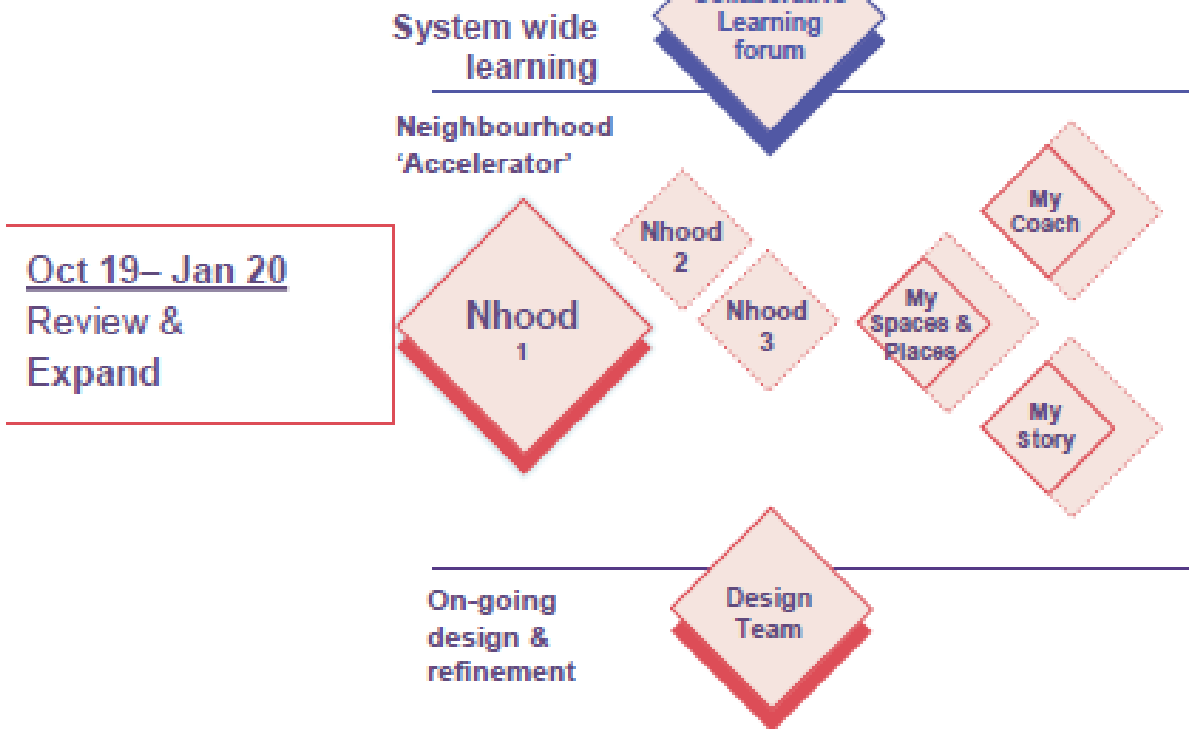 System wide
learning
Learning
forum
Neighbourhood
‘Accelerator’
Oct 19– Jan 20
Review &
Expand
Nhood
1
Nhood
2
Nhood
3
My
Coach
My
Spaces &
Places
My
Story
On-going
design &
refinement
Design
Team